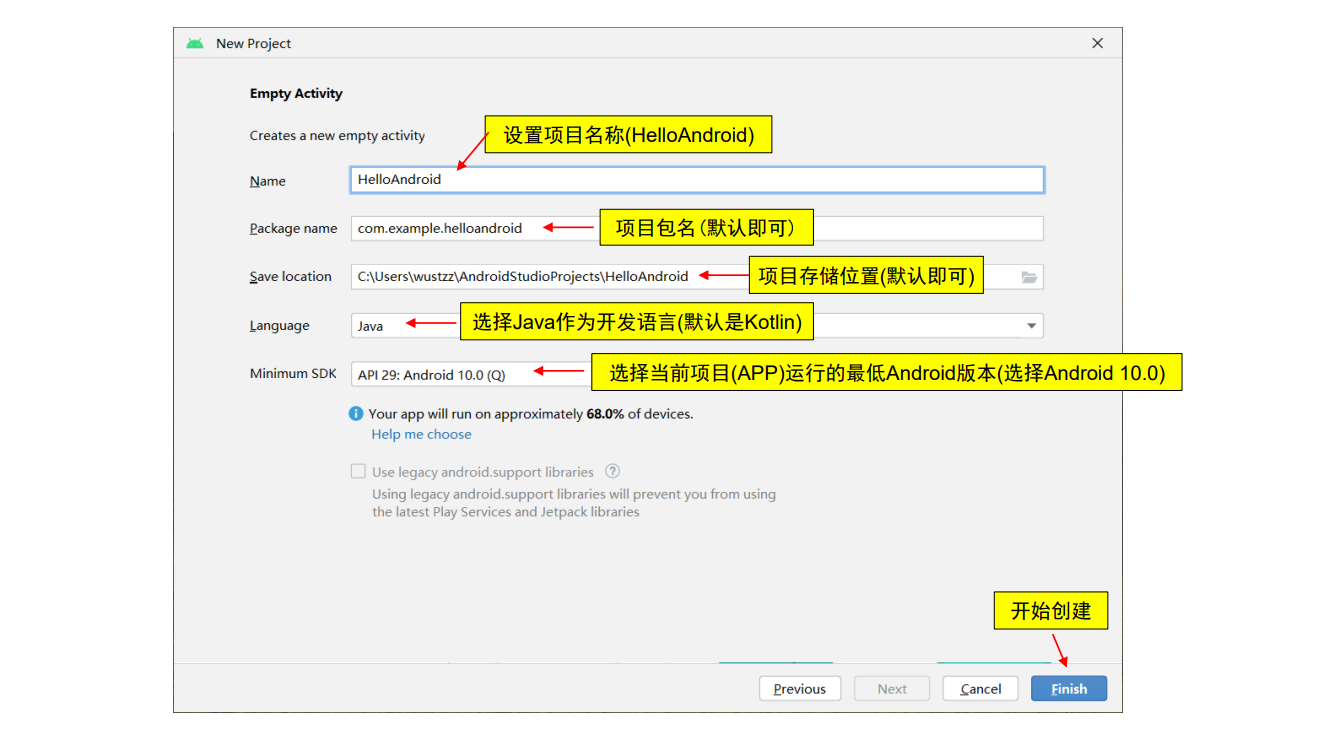 New Project
Empty Activity
Creates a new empty activity
设置项目名称(HelloAndroid)
Name
HelloAndroid
Package name
com.example.helloandroid
项目包名(默认即可)
Save location
C:\Users\wustzz\AndroidStudioProjects\HelloAndroid
项目存储位置(默认即可)
Language
Java
选择Java作为开发语言(默认是Kotlin)
Minimum SDK
API 29: Android 10.0 (Q)
选择当前项目(APP)运行的最低Android版本(选择Android 10.0)
Your app will run on approximately 68.0% of devices.
Help me choose
Use legacy android.support libraries
Using legacy android.support libraries will prevent you from using
the latest Play Services and Jetpack libraries
开始创建
Previous
Next
Cancel
Finish